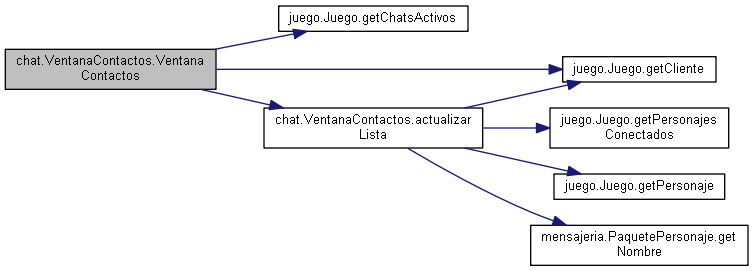 juego.Juego.getChatsActivos
chat.VentanaContactos.Ventana
Contactos
juego.Juego.getCliente
chat.VentanaContactos.actualizar
Lista
juego.Juego.getPersonajes
Conectados
juego.Juego.getPersonaje
mensajeria.PaquetePersonaje.get
Nombre